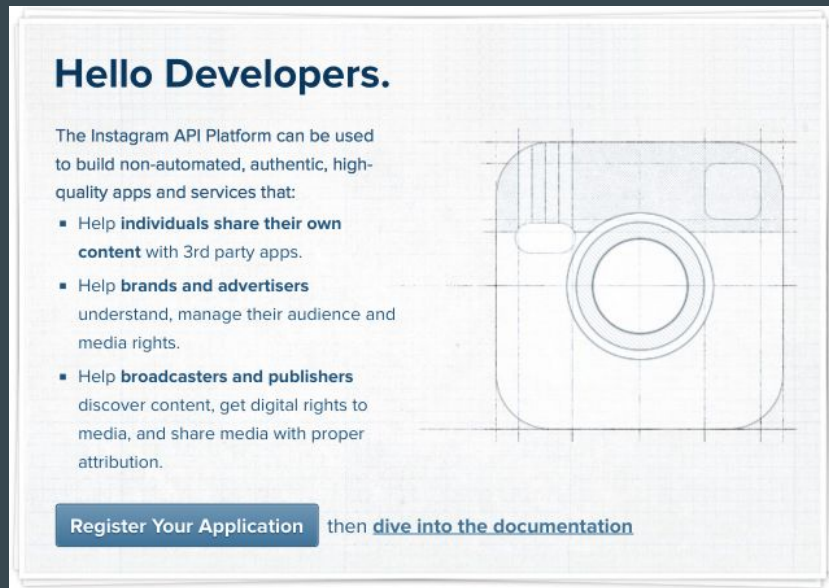 Hello Developers.
The Instagram API Platform can be used
to build non-automated, authentic, high-
quality apps and services that:
▪ Help individuals share their own
content with 3rd party apps.
▪ Help brands and advertisers
understand, manage their audience and
media rights.
▪ Help broadcasters and publishers
discover content, get digital rights to
media, and share media with proper
attribution.
Register Your Application then dive into the documentation